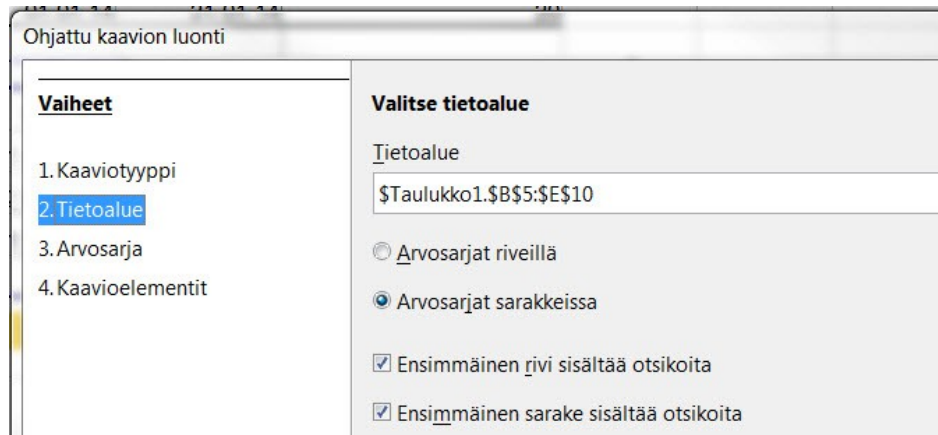 Ohjattu kaavion luonti
Vaiheet
1. Kaaviotyyppi
2. Tietoalue
3. Arvosarja
4. Kaavioelementit
Valitse tietoalue
Tietoalue
$Taulukko1.$B$5:$E$10
Arvosarjat riveillä
Arvosarjat sarakkeissa
Ensimmäinen rivi sisältää otsikoita
Ensimmäinen sarake sisältää otsikoita